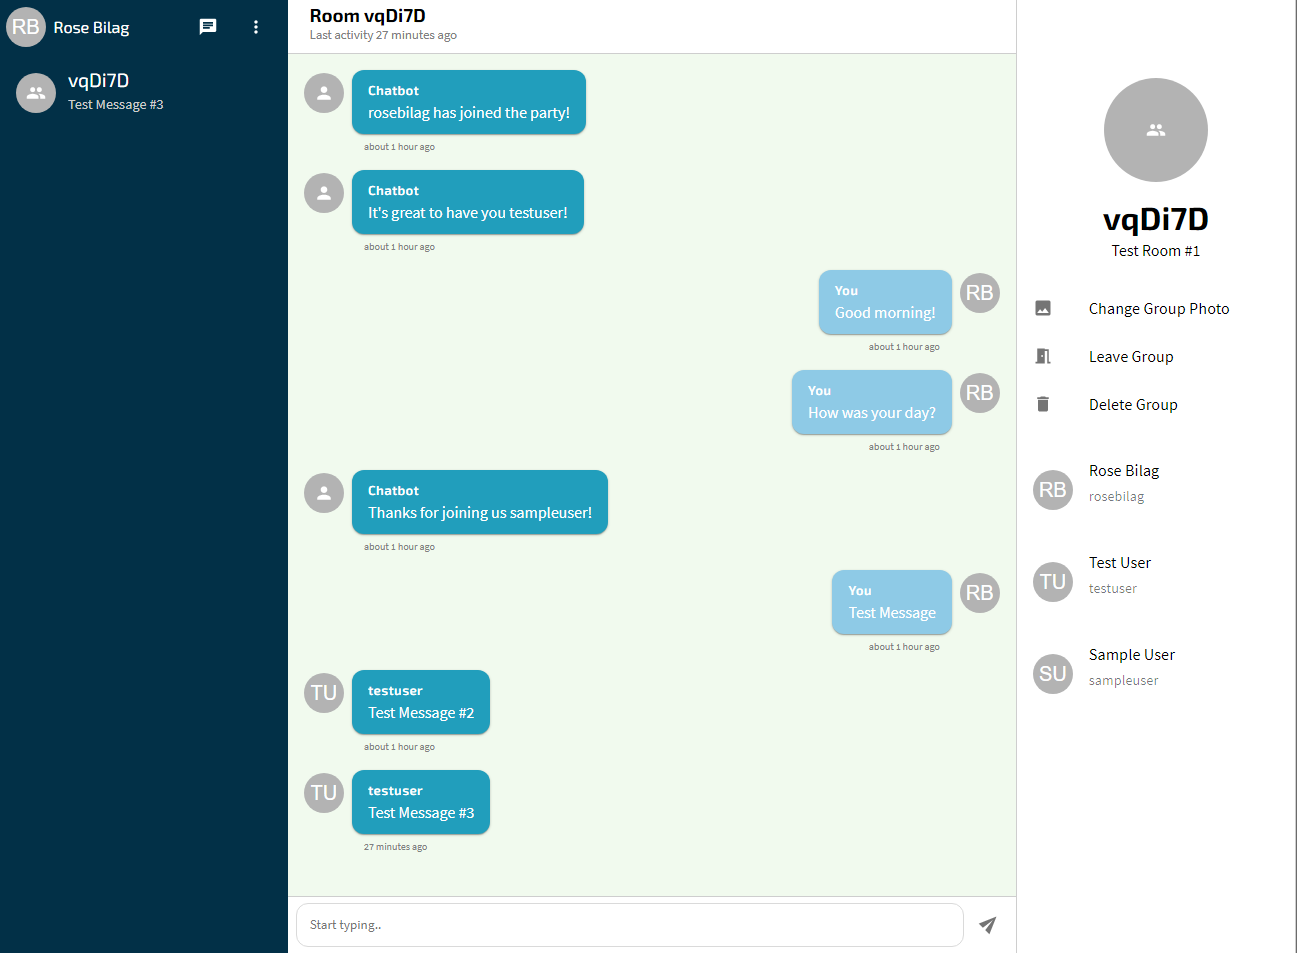 RB Rose Bilag
vqDi7D
Test Message #3
Room vqDi7D
Last activity 27 minutes ago
Chatbot
rosebilag has joined the party!
about 1 hour ago
Chatbot
It's great to have you testuser!
about 1 hour ago
You
Good morning!
RB
about 1 hour ago
You
How was your day?
RB
about 1 hour ago
Chatbot
Thanks for joining us sampleuser!
about 1 hour ago
You
Test Message
RB
about 1 hour ago
TU
testuser
Test Message #2
about 1 hour ago
TU
testuser
Test Message #3
27 minutes ago
Start typing..
vqDi7D
Test Room #1
Change Group Photo
Leave Group
Delete Group
RB
Rose Bilag
rosebilag
TU
Test User
testuser
SU
Sample User
sampleuser